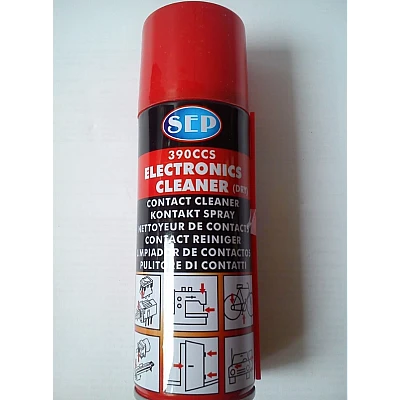 SEP
390CCS
ELECTRONICS
CLEANER (DRY)
CONTACT CLEANER
KONTAKT SPRAY
NETTOYEUR DE CONTACTS
CONTACT REINIGER
LIMPIADOR DE CONTACTOS
PULITORE DI CONTATTI